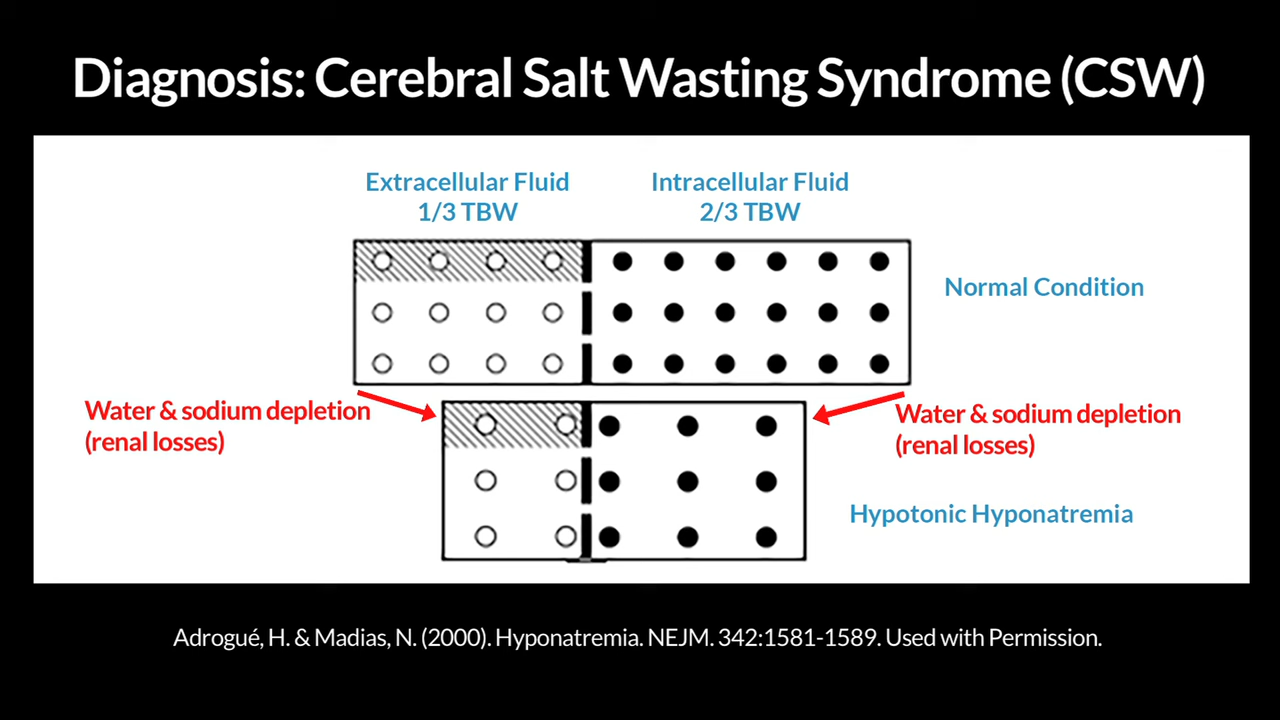 Diagnosis: Cerebral Salt Wasting Syndrome (CSW)
Extracellular Fluid
1/3 TBW
Intracellular Fluid
2/3 TBW
Normal Condition
Water & sodium depletion
(renal losses)
Water & sodium depletion
(renal losses)
Hypotonic Hyponatremia
Adrogué, H. & Madias, N. (2000). Hyponatremia. NEJM. 342:1581-1589. Used with Permission.